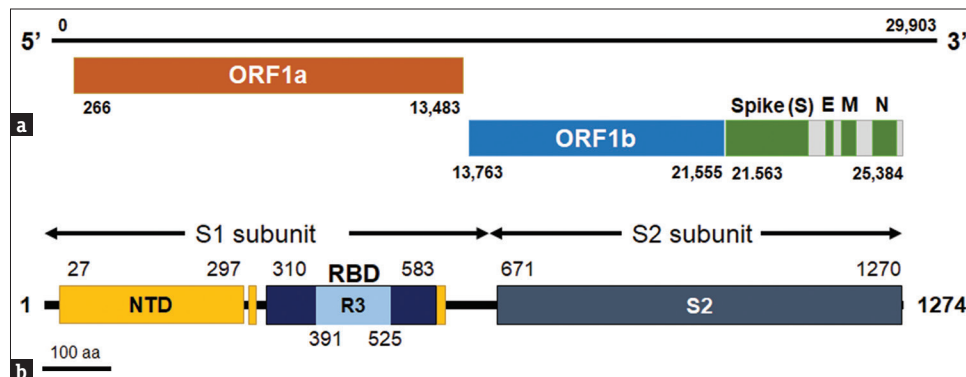 0 29,903
5’ 3’
ORF1a
266 13,483
a
Spike (S) E M N
ORF1b
13,763 21,555 21.563 25,384
S1 subunit S2 subunit
27 297 310 RBD 583 671 1270
1 NTD R3 S2 1274
391 525
100 aa
b